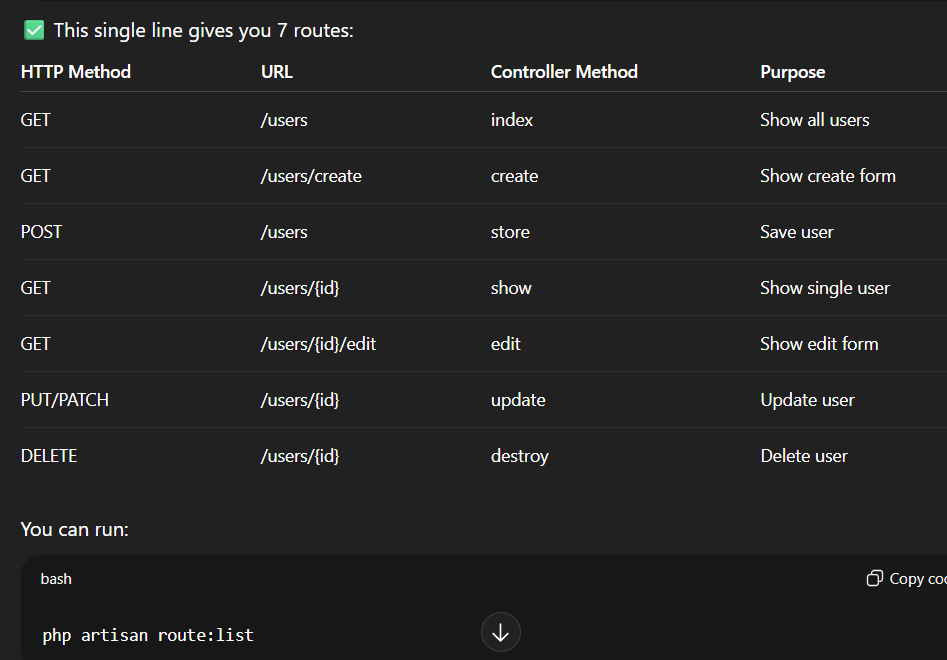 ✅ This single line gives you 7 routes:
HTTP Method URL Controller Method Purpose
GET /users index Show all users
GET /users/create create Show create form
POST /users store Save user
GET /users/{id} show Show single user
GET /users/{id}/edit edit Show edit form
PUT/PATCH /users/{id} update Update user
DELETE /users/{id} destroy Delete user
You can run:
bash Copy
php artisan route:list